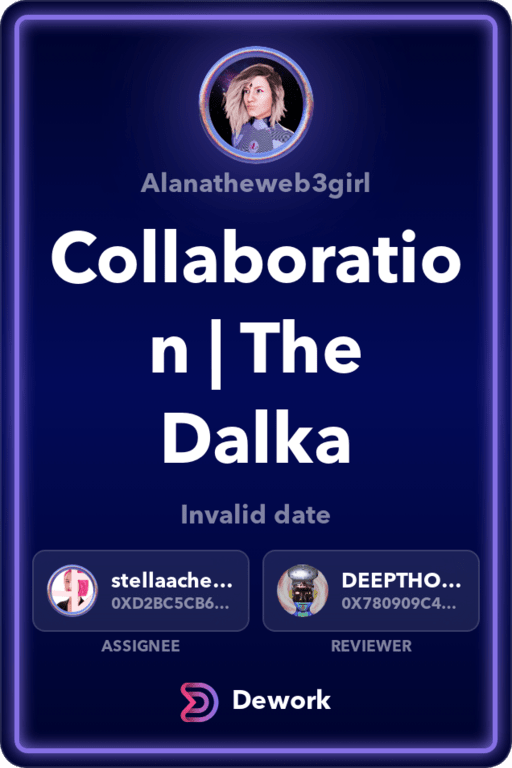 Alanatheweb3girl
Collaboratio
n | The
Dalka
Invalid date
stellaache...
0XD2BC5CB6...
DEEPTHO...
0X780909C4...
ASSIGNEE
REVIEWER
Dework